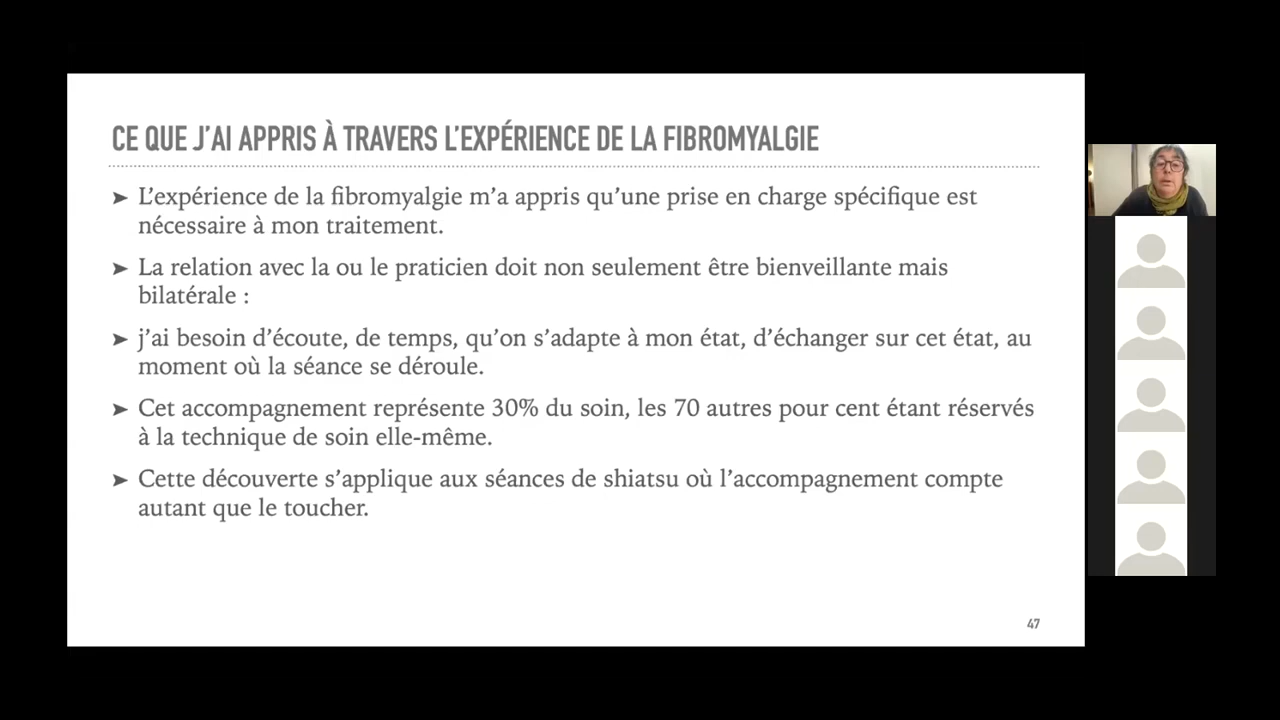 CE QUE J'AI APPRIS À TRAVERS L'EXPÉRIENCE DE LA FIBROMYALGIE
➤ L'expérience de la fibromyalgie m'a appris qu'une prise en charge spécifique est
nécessaire à mon traitement.
➤ La relation avec la ou le praticien doit non seulement être bienveillante mais
bilatérale :
➤ j'ai besoin d'écoute, de temps, qu'on s'adapte à mon état, d'échanger sur cet état, au
moment où la séance se déroule.
➤ Cet accompagnement représente 30% du soin, les 70 autres pour cent étant réservés
à la technique de soin elle-même.
➤ Cette découverte s'applique aux séances de shiatsu où l'accompagnement compte
autant que le toucher.
47